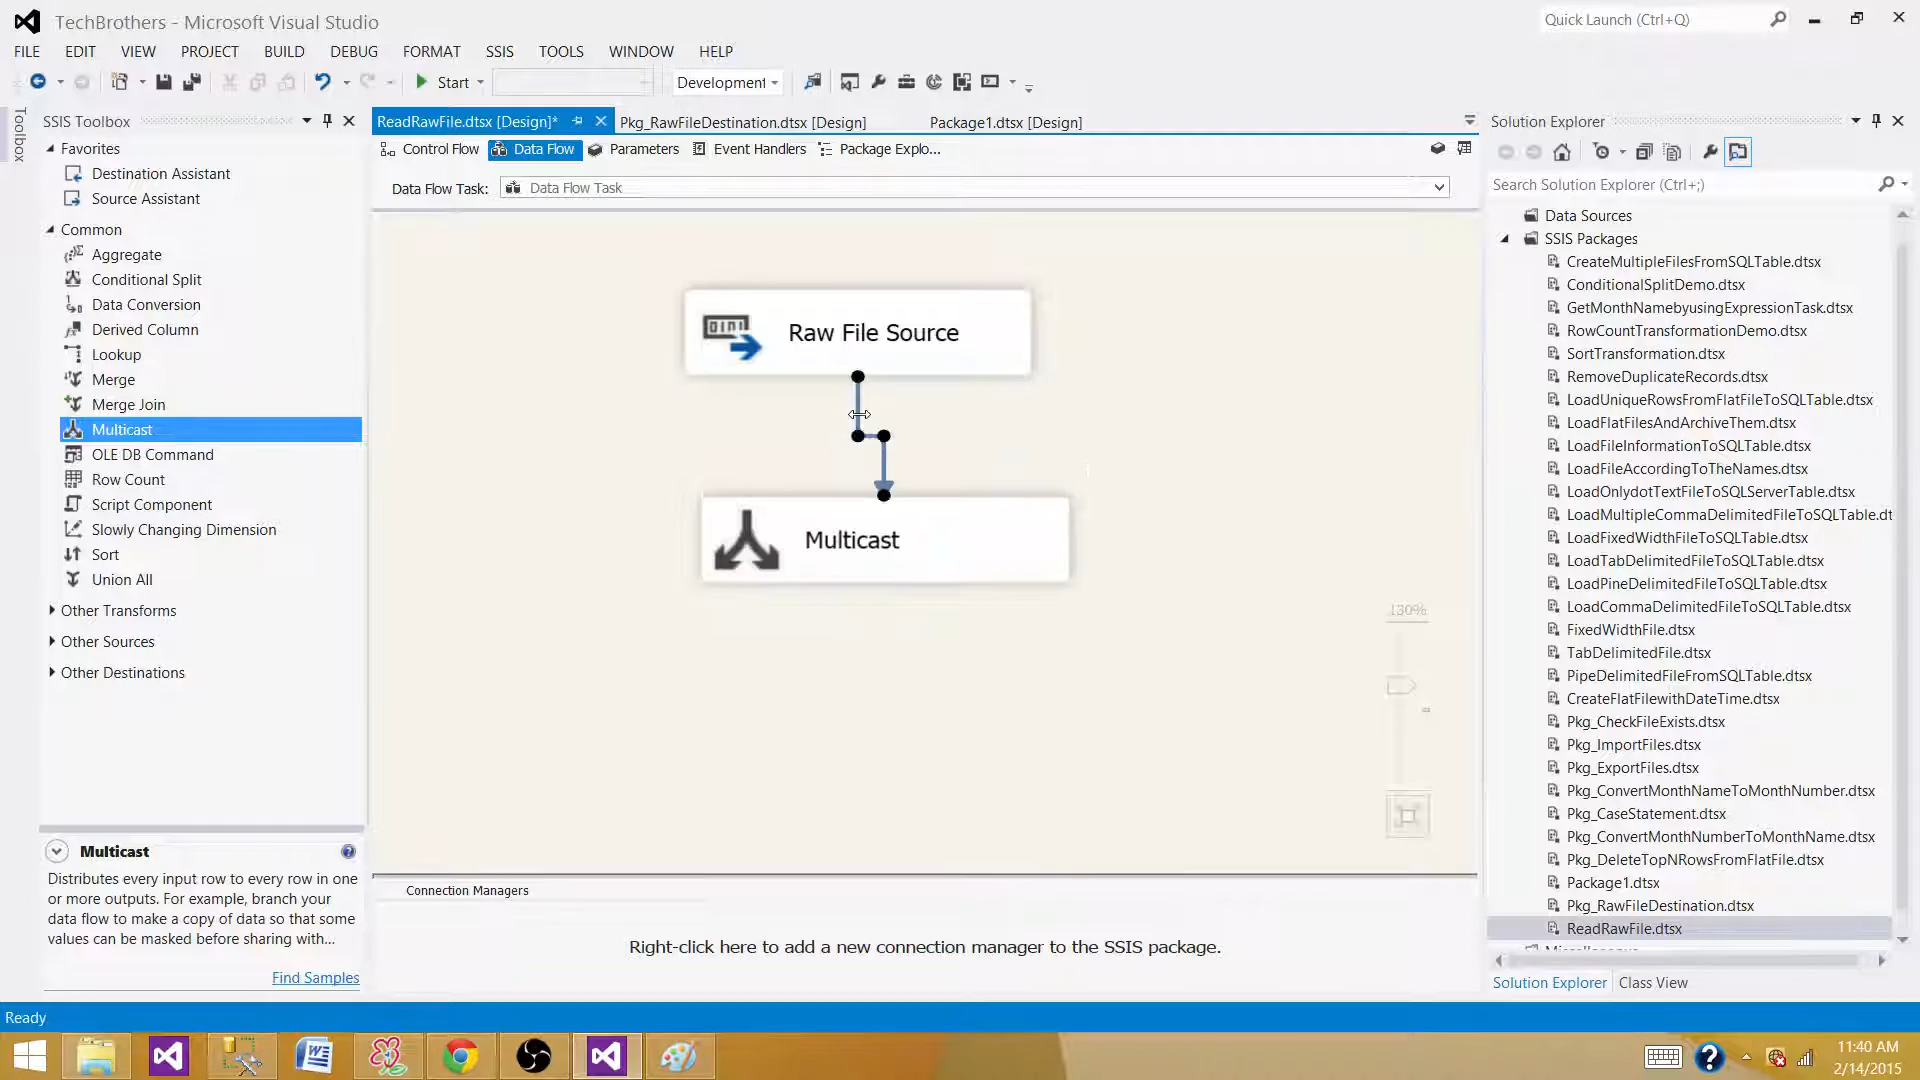 TechBrothers - Microsoft Visual Studio
Quick Launch (Ctrl+Q)
FILE EDIT VIEW PROJECT BUILD DEBUG FORMAT SSIS TOOLS WINDOW HELP
Start
Development
Toolbox
SSIS Toolbox
Favorites
Destination Assistant
Source Assistant
Common
Aggregate
Conditional Split
Data Conversion
Derived Column
Lookup
Merge
Merge Join
Multicast
OLE DB Command
Row Count
Script Component
Slowly Changing Dimension
Sort
Union All
Other Transforms
Other Sources
Other Destinations
Multicast
Distributes every input row to every row in one
or more outputs. For example, branch your
data flow to make a copy of data so that some
values can be masked before sharing with...
Find Samples
ReadRawFile.dtsx [Design]*
Pkg_RawFileDestination.dtsx [Design]
Package1.dtsx [Design]
Control Flow
Data Flow
Parameters
Event Handlers
Package Explo...
Data Flow Task:
Data Flow Task
Raw File Source
Multicast
130%
Connection Managers
Right-click here to add a new connection manager to the SSIS package.
Solution Explorer
Search Solution Explorer (Ctrl+;)
Data Sources
SSIS Packages
CreateMultipleFilesFromSQLTable.dtsx
ConditionalSplitDemo.dtsx
GetMonthNamebyusingExpressionTask.dtsx
RowCountTransformationDemo.dtsx
SortTransformation.dtsx
RemoveDuplicateRecords.dtsx
LoadUniqueRowsFromFlatFileToSQLTable.dtsx
LoadFlatFilesAndArchiveThem.dtsx
LoadFileInformationToSQLTable.dtsx
LoadFileAccordingToTheNames.dtsx
LoadOnlydotTextFileToSQLServerTable.dtsx
LoadMultipleCommaDelimitedFileToSQLTable.dt
LoadFixedWidthFileToSQLTable.dtsx
LoadTabDelimitedFileToSQLTable.dtsx
LoadPineDelimitedFileToSQLTable.dtsx
LoadCommaDelimitedFileToSQLTable.dtsx
FixedWidthFile.dtsx
TabDelimitedFile.dtsx
PipeDelimitedFileFromSQLTable.dtsx
CreateFlatFilewithDateTime.dtsx
Pkg_CheckFileExists.dtsx
Pkg_ImportFiles.dtsx
Pkg_ExportFiles.dtsx
Pkg_ConvertMonthNameToMonthNumber.dtsx
Pkg_CaseStatement.dtsx
Pkg_ConvertMonthNumberToMonthName.dtsx
Pkg_DeleteTopNRowsFromFlatFile.dtsx
Package1.dtsx
Pkg_RawFileDestination.dtsx
ReadRawFile.dtsx
Solution Explorer
Class View
Ready
11:40 AM
2/14/2015